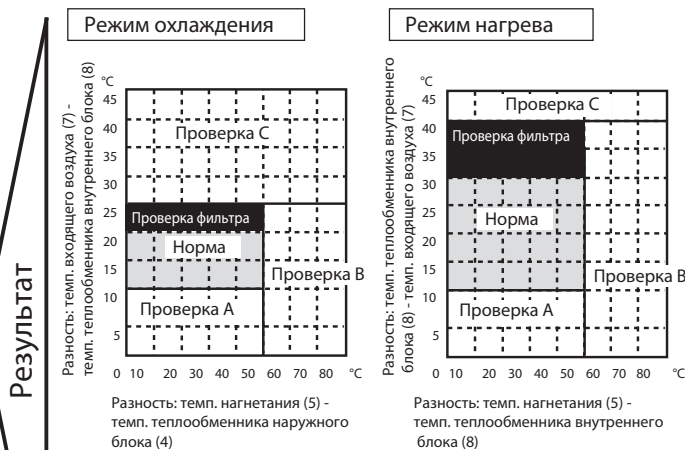 Результат
Режим охлаждения
Разность: темп. входящего воздуха (7) -
темп. теплообменника внутреннего блока (8)
°C
45
40
35
30
25
20
15
10
5
Проверка C
Проверка фильтра
Норма
Проверка B
Проверка A
0 10 20 30 40 50 60 70 80 °C
Разность: темп. нагнетания (5) -
темп. теплообменника наружного
блока (4)
Режим нагрева
Разность: темп. теплообменника внутреннего
блока (8) - темп. входящего воздуха (7)
°C
45
40
35
30
25
20
15
10
5
Проверка C
Проверка фильтра
Норма
Проверка B
Проверка A
0 10 20 30 40 50 60 70 80 °C
Разность: темп. нагнетания (5) -
темп. теплообменника внутреннего
блока (8)